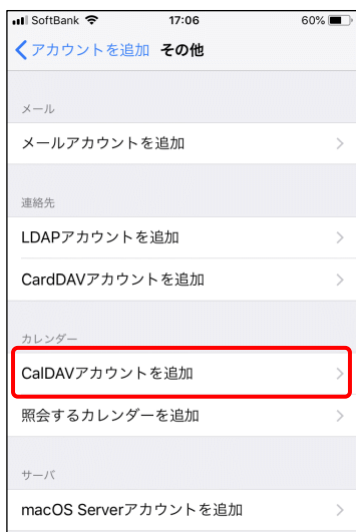 SoftBank 17:06 60%
アカウントを追加 その他
メール
メールアカウントを追加
連絡先
LDAPアカウントを追加
CardDAVアカウントを追加
カレンダー
CalDAVアカウントを追加
照会するカレンダーを追加
サーバ
macOS Serverアカウントを追加